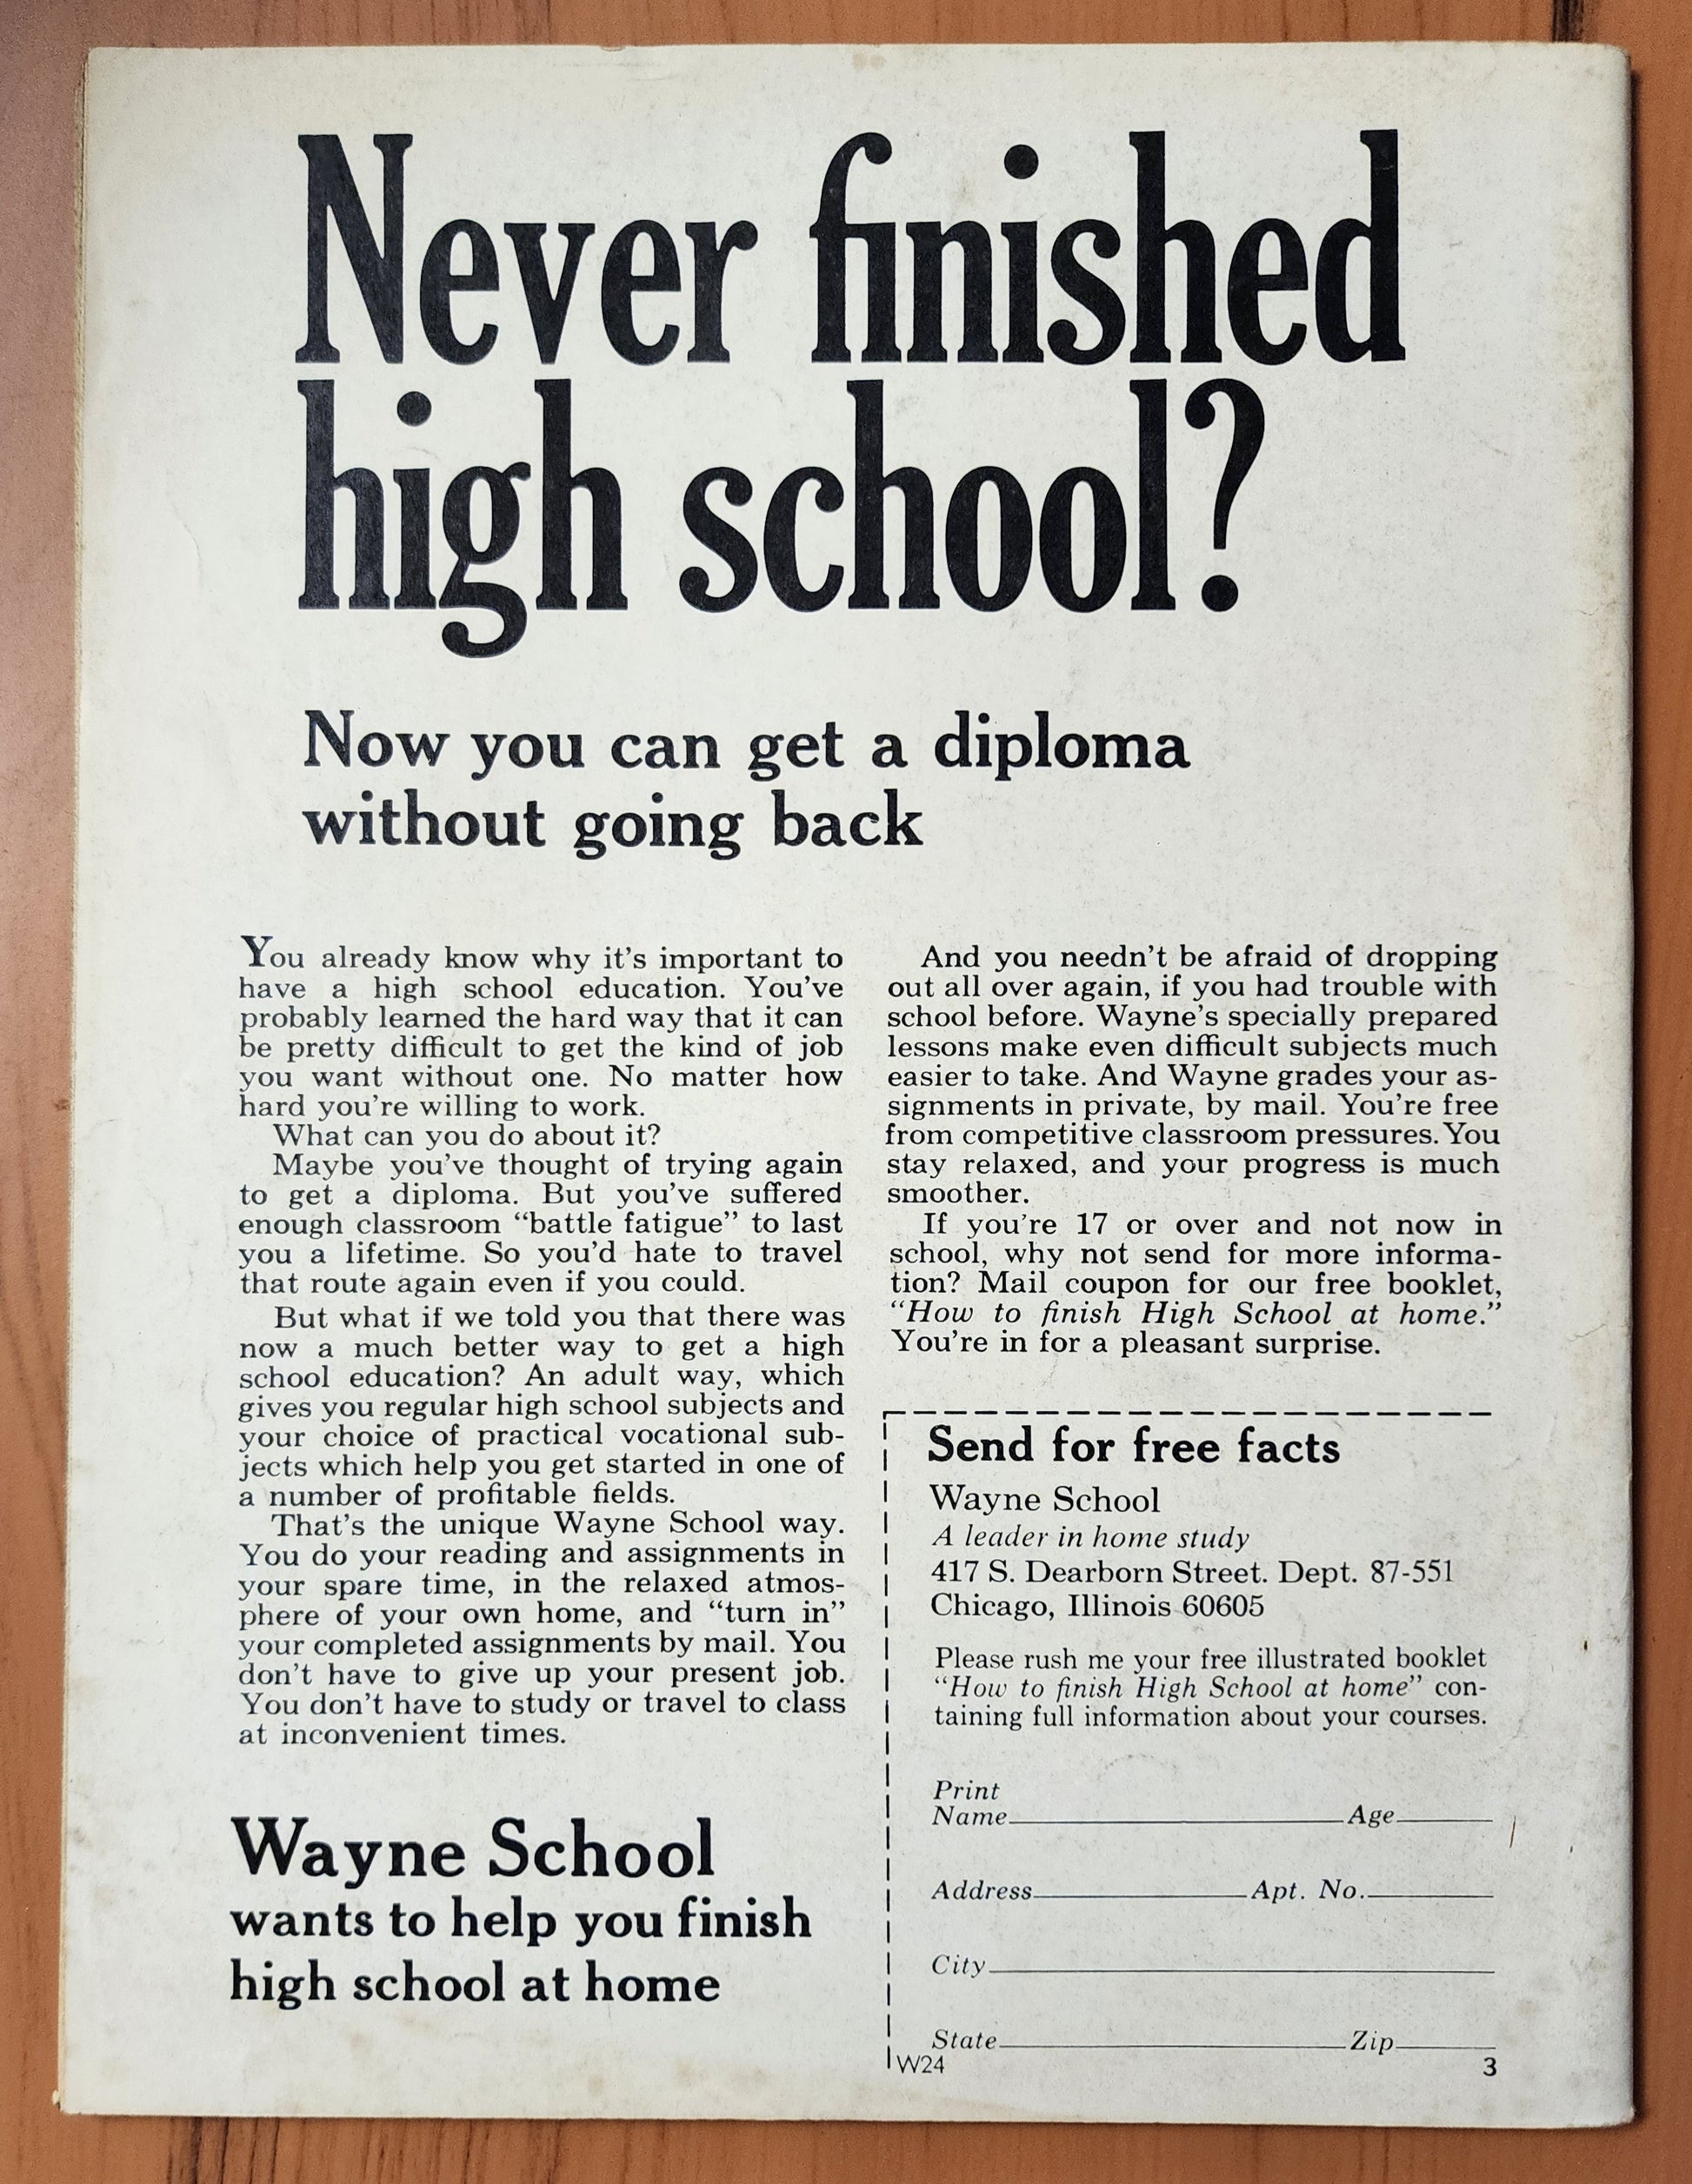 Never finished
high school?
Now you can get a diploma
without going back
You already know why it's important to
have a high school education. You've
probably learned the hard way that it can
be pretty difficult to get the kind of job
you want without one. No matter how
hard you're willing to work.
What can you do about it?
Maybe you've thought of trying again
to get a diploma. But you've suffered
enough classroom “battle fatigue” to last
you a lifetime. So you'd hate to travel
that route again even if you could.
But what if we told you that there was
now a much better way to get a high
school education? An adult way, which
gives you regular high school subjects and
your choice of practical vocational sub-
jects which help you get started in one of
a number of profitable fields.
That's the unique Wayne School way.
You do your reading and assignments in
your spare time, in the relaxed atmos-
phere of your own home, and “turn in”
your completed assignments by mail. You
don't have to give up your present job.
You don't have to study or travel to class
at inconvenient times.
And you needn't be afraid of dropping
out all over again, if you had trouble with
school before. Wayne's specially prepared
lessons make even difficult subjects much
easier to take. And Wayne grades your as-
signments in private, by mail. You're free
from competitive classroom pressures. You
stay relaxed, and your progress is much
smoother.
If you're 17 or over and not now in
school, why not send for more informa-
tion? Mail coupon for our free booklet,
“How to finish High School at home.”
You're in for a pleasant surprise.
Wayne School
wants to help you finish
high school at home
Send for free facts
Wayne School
A leader in home study
417 S. Dearborn Street. Dept. 87-551
Chicago, Illinois 60605
Please rush me your free illustrated booklet
“How to finish High School at home” con-
taining full information about your courses.
Print
Name Age
Address Apt. No.
City
State Zip
W24 3